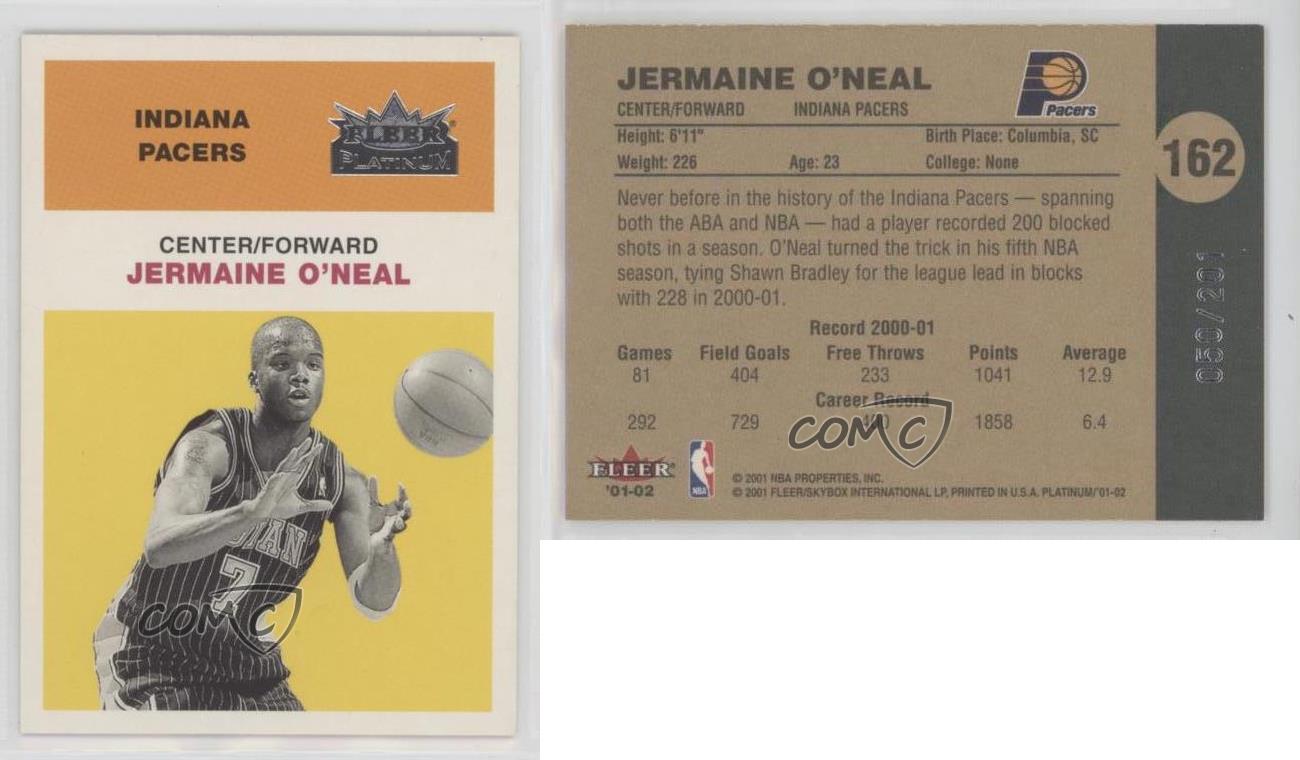 INDIANA
PACERS
FLEER
PLATINUM
CENTER/FORWARD
JERMAINE O'NEAL
INDIANA
7
COMC
JERMAINE O'NEAL
CENTER/FORWARD INDIANA PACERS
Pacers
Height: 6'11" Birth Place: Columbia, SC
Weight: 226 Age: 23 College: None
162
Never before in the history of the Indiana Pacers — spanning
both the ABA and NBA — had a player recorded 200 blocked
shots in a season. O'Neal turned the trick in his fifth NBA
season, tying Shawn Bradley for the league lead in blocks
with 228 in 2000-01.
050/201
Record 2000-01
Games Field Goals Free Throws Points Average
81 404 233 1041 12.9
Career Record
292 729 1858 6.4
COMC
FLEER
'01-02
NBA
© 2001 NBA PROPERTIES, INC.
© 2001 FLEER/SKYBOX INTERNATIONAL LP, PRINTED IN U.S.A. PLATINUM/'01-02